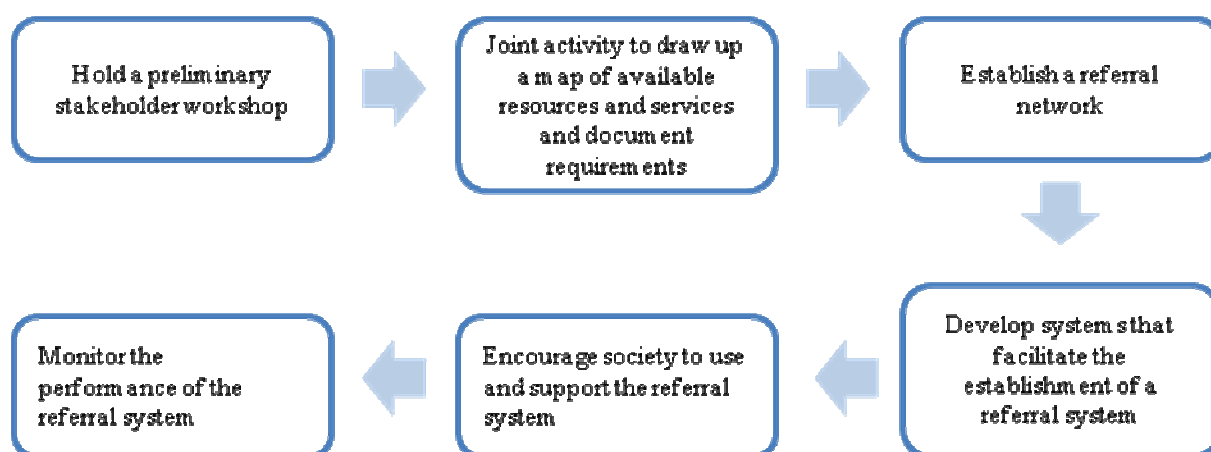 Hold a preliminary
stakeholder workshop
Joint activity to draw up
a map of available
resources and services
and document
requirements
Establish a referral
network
Develop systems that
facilitate the
establishment of a
referral system
Encourage society to use
and support the referral
system
Monitor the
performance of the
referral system